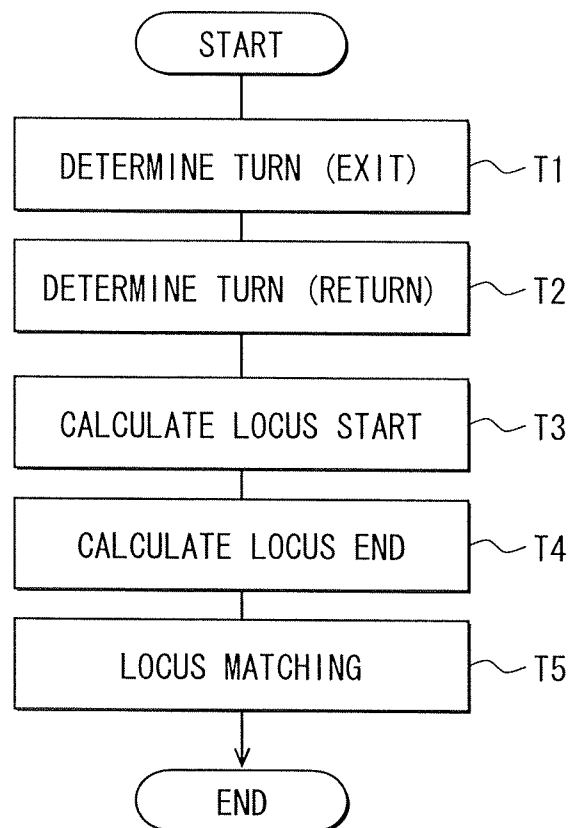 START
DETERMINE TURN (EXIT) T1
DETERMINE TURN (RETURN) T2
CALCULATE LOCUS START T3
CALCULATE LOCUS END T4
LOCUS MATCHING T5
END